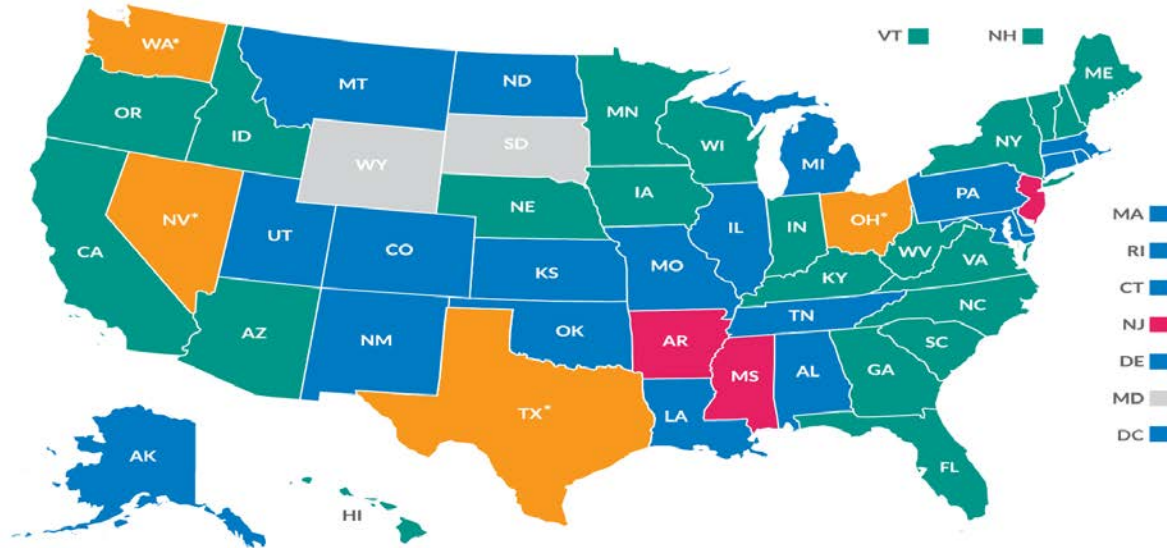 WA*
VT
NH
ME
MT
ND
OR
MN
ID
WI
NY
SD
WY
MI
IA
PA
NE
NV*
OH*
MA
UT
IL
IN
CO
WV
RI
CA
VA
KS
MO
KY
CT
NC
TN
AZ
OK
NJ
NM
AR
SC
DE
MS
AL
GA
MD
TX*
LA
DC
AK
FL
HI